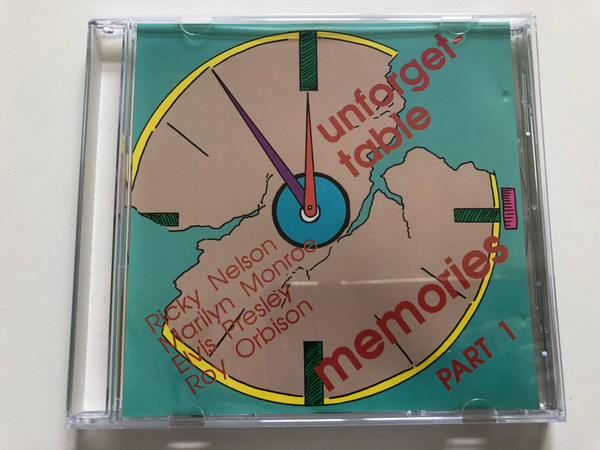 unforget-
table
memories
PART 1
Ricky Nelson
Marilyn Monroe
Elvis Presley
Roy Orbison